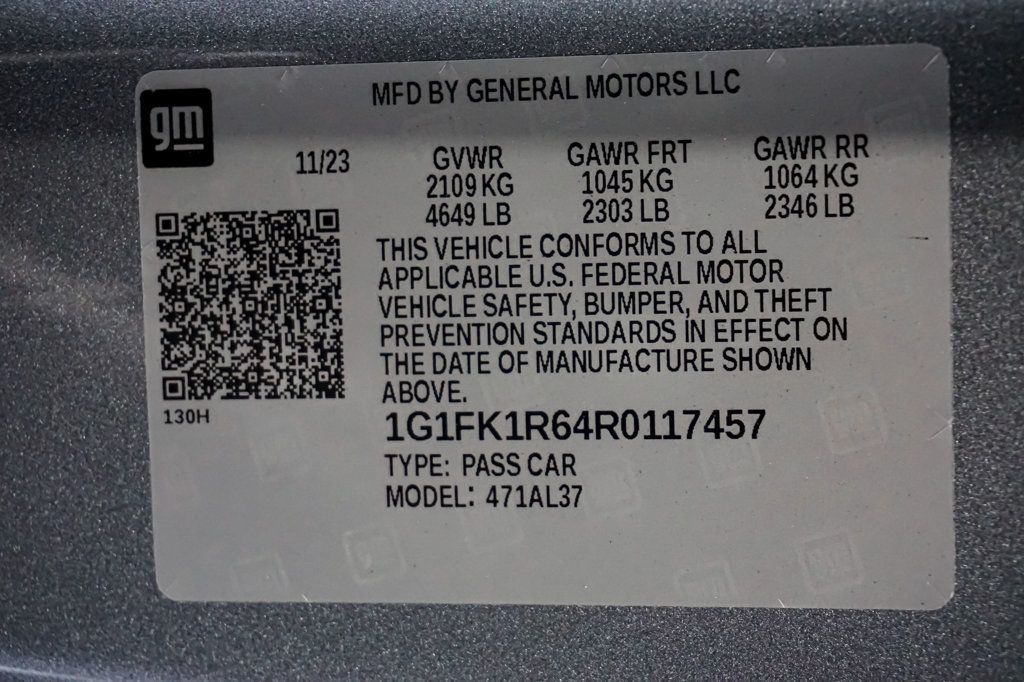 gm
MFD BY GENERAL MOTORS LLC
11/23
GVWR GAWR FRT GAWR RR
2109 KG 1045 KG 1064 KG
4649 LB 2303 LB 2346 LB
THIS VEHICLE CONFORMS TO ALL
APPLICABLE U.S. FEDERAL MOTOR
VEHICLE SAFETY, BUMPER, AND THEFT
PREVENTION STANDARDS IN EFFECT ON
THE DATE OF MANUFACTURE SHOWN
ABOVE.
130H
1G1FK1R64R0117457
TYPE: PASS CAR
MODEL: 471AL37